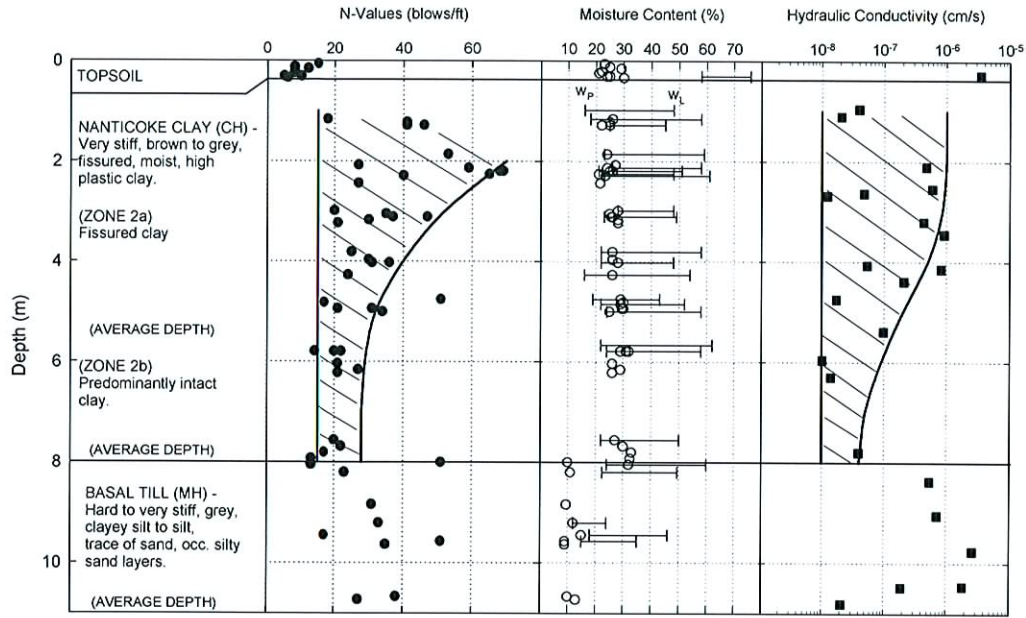 N-Values (blows/ft)
Moisture Content (%)
Hydraulic Conductivity (cm/s)
0 20 40 60
10 20 30 40 50 60 70
10⁻⁸ 10⁻⁷ 10⁻⁶ 10⁻⁵
0
TOPSOIL
W_P W_L
NANTICOKE CLAY (CH) -
Very stiff, brown to grey,
fissured, moist, high
plastic clay.
2
(ZONE 2a)
Fissured clay
4
Depth (m)
(AVERAGE DEPTH)
6
(ZONE 2b)
Predominantly intact
clay.
(AVERAGE DEPTH)
8
BASAL TILL (MH) -
Hard to very stiff, grey,
clayey silt to silt,
trace of sand, occ. silty
sand layers.
10
(AVERAGE DEPTH)